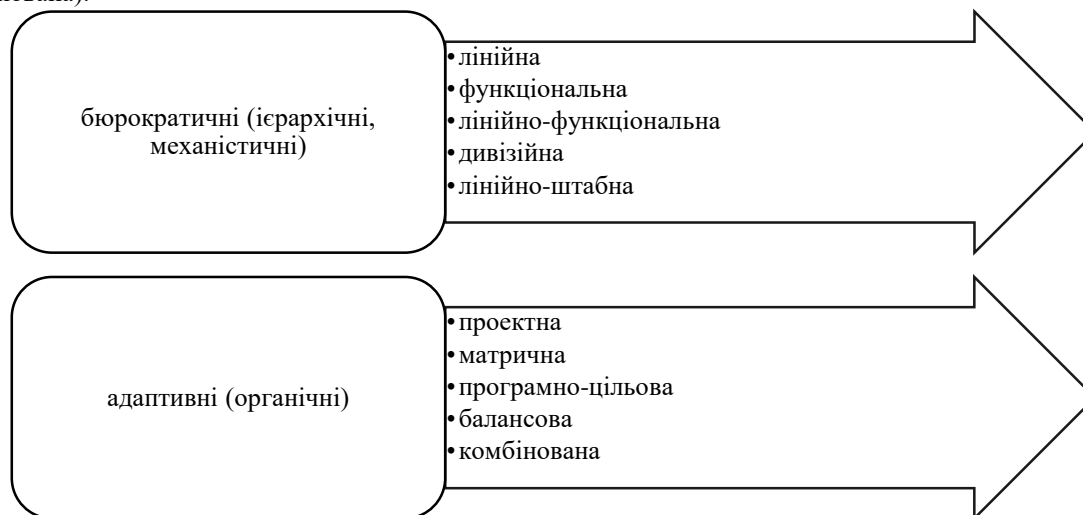 бюрократичні (ієрархічні,
механістичні)
•лінійна
•функціональна
•лінійно-функціональна
•дивізійна
•лінійно-штабна
адаптивні (органічні)
•проектна
•матрична
•програмно-цільова
•балансова
•комбінована